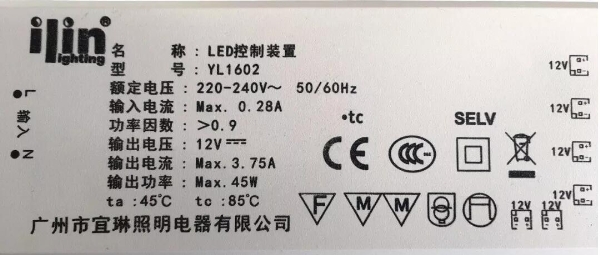 ilin®
lighting
名 称：LED控制装置
型 号：YL1602
额定电压：220-240V～ 50/60Hz
输入电流：Max. 0.28A
功率因数：>0.9
输出电压：12V
输出电流：Max. 3.75A
输出功率：Max. 45W
ta :45℃ tc :85℃
广州市宜琳照明电器有限公司
L 输入 N
•tc
SELV
CE
CCC
F
M
M
12V
12V
12V
12V
12V 12V